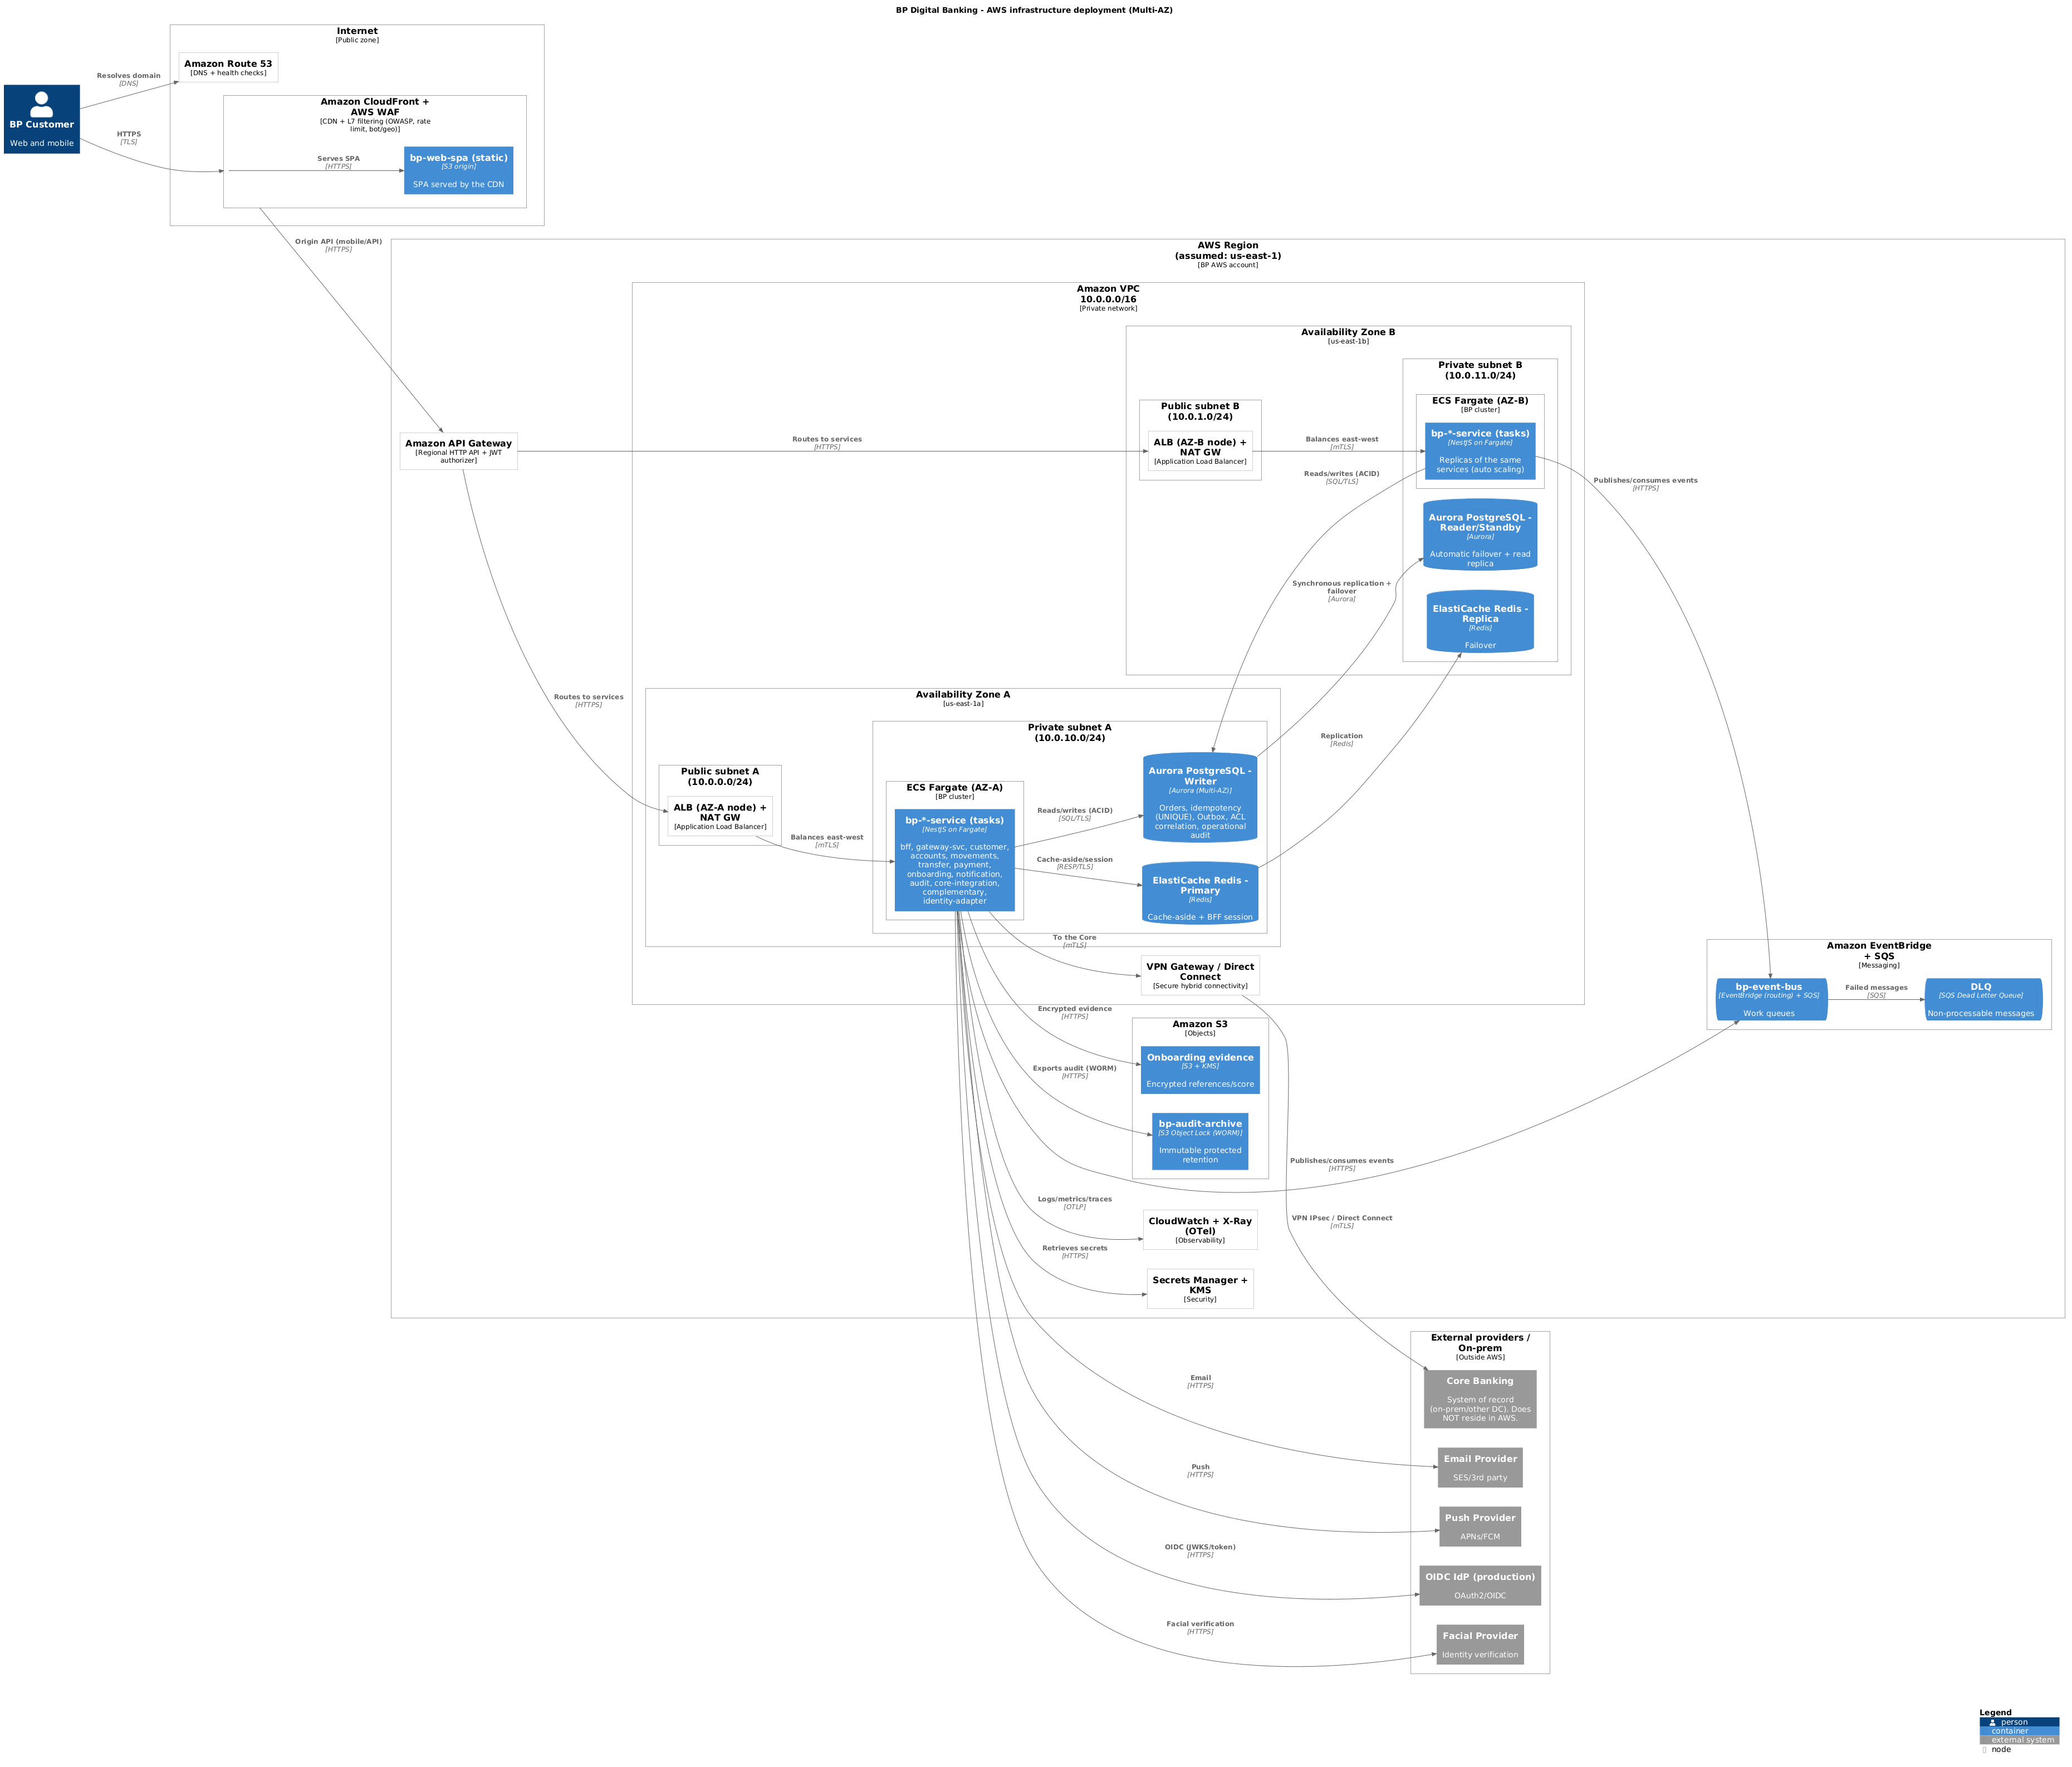 BP Digital Banking - AWS infrastructure deployment (Multi-AZ)
Internet
[Public zone]
Amazon Route 53
[DNS + health checks]
Resolves domain
[DNS]
BP Customer
Web and mobile
HTTPS
[TLS]
Amazon CloudFront +
AWS WAF
[CDN + L7 filtering (OWASP, rate
limit, bot/geo)]
Serves SPA
[HTTPS]
bp-web-spa (static)
[S3 origin]
SPA served by the CDN
Origin API (mobile/API)
[HTTPS]
AWS Region
(assumed: us-east-1)
[BP AWS account]
Amazon VPC
10.0.0.0/16
[Private network]
Availability Zone B
[us-east-1b]
Private subnet B
(10.0.11.0/24)
Public subnet B
(10.0.1.0/24)
ECS Fargate (AZ-B)
[BP cluster]
Amazon API Gateway
[Regional HTTP API + JWT
authorizer]
Routes to services
[HTTPS]
ALB (AZ-B node) +
NAT GW
[Application Load Balancer]
Balances east-west
[mTLS]
bp-*-service (tasks)
[NestJS on Fargate]
Replicas of the same
services (auto scaling)
Reads/writes (ACID)
[SQL/TLS]
Publishes/consumes events
[HTTPS]
Aurora PostgreSQL -
Reader/Standby
[Aurora]
Automatic failover + read
replica
Synchronous replication +
failover
[Aurora]
ElastiCache Redis -
Replica
[Redis]
Failover
Routes to services
[HTTPS]
Availability Zone A
[us-east-1a]
Private subnet A
(10.0.10.0/24)
Replication
[Redis]
Public subnet A
(10.0.0.0/24)
ALB (AZ-A node) +
NAT GW
[Application Load Balancer]
Balances east-west
[mTLS]
ECS Fargate (AZ-A)
[BP cluster]
bp-*-service (tasks)
[NestJS on Fargate]
bff, gateway-svc, customer,
accounts, movements,
transfer, payment,
onboarding, notification,
audit, core-integration,
complementary,
identity-adapter
Reads/writes (ACID)
[SQL/TLS]
Cache-aside/session
[RESP/TLS]
Aurora PostgreSQL -
Writer
[Aurora (Multi-AZ)]
Orders, idempotency
(UNIQUE), Outbox, ACL
correlation, operational
audit
ElastiCache Redis -
Primary
[Redis]
Cache-aside + BFF session
To the Core
[mTLS]
VPN Gateway / Direct
Connect
[Secure hybrid connectivity]
Amazon EventBridge
+ SQS
[Messaging]
bp-event-bus
[EventBridge (routing) + SQS]
Work queues
Failed messages
[SQS]
DLQ
[SQS Dead Letter Queue]
Non-processable messages
Encrypted evidence
[HTTPS]
Amazon S3
[Objects]
Onboarding evidence
[S3 + KMS]
Encrypted references/score
Exports audit (WORM)
[HTTPS]
bp-audit-archive
[S3 Object Lock (WORM)]
Immutable protected
retention
Publishes/consumes events
[HTTPS]
Logs/metrics/traces
[OTLP]
CloudWatch + X-Ray
(OTel)
[Observability]
VPN IPsec / Direct Connect
[mTLS]
Retrieves secrets
[HTTPS]
Secrets Manager +
KMS
[Security]
External providers /
On-prem
[Outside AWS]
Core Banking
System of record
(on-prem/other DC). Does
NOT reside in AWS.
Email
[HTTPS]
Email Provider
SES/3rd party
Push
[HTTPS]
Push Provider
APNs/FCM
OIDC (JWKS/token)
[HTTPS]
OIDC IdP (production)
OAuth2/OIDC
Facial verification
[HTTPS]
Facial Provider
Identity verification
Legend
person
container
external system
node